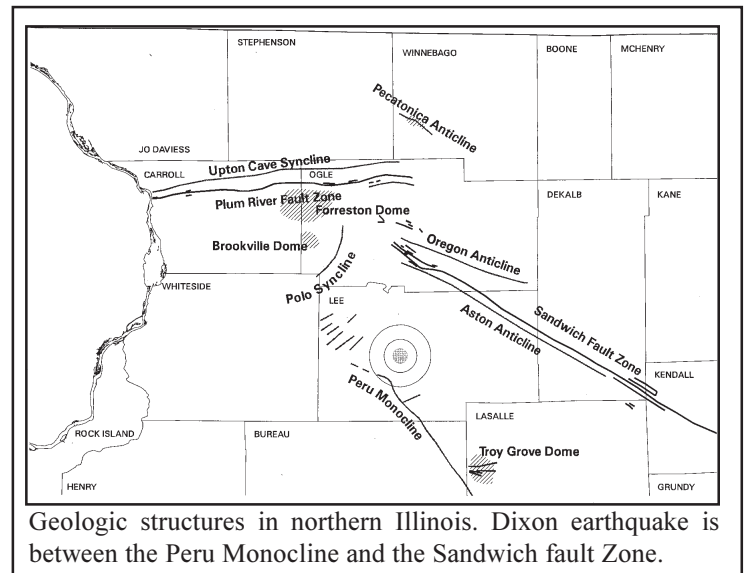 STEPHENSON
WINNEBAGO
BOONE
MCHENRY
Pecatonica Anticline
JO DAVIESS
CARROLL
Upton Cave Syncline
OGLE
Plum River Fault Zone
Forreston Dome
DEKALB
KANE
Brookville Dome
Oregon Anticline
Polo Syncline
WHITESIDE
LEE
Sandwich Fault Zone
Aston Anticline
KENDALL
Peru Monocline
LASALLE
ROCK ISLAND
BUREAU
Troy Grove Dome
HENRY
GRUNDY
Geologic structures in northern Illinois. Dixon earthquake is
between the Peru Monocline and the Sandwich fault Zone.